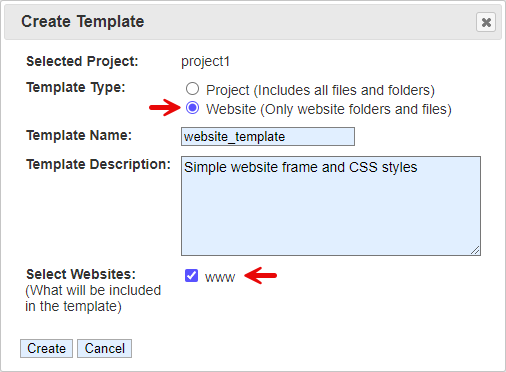 Create Template
Selected Project: project1
Template Type: Project (Includes all files and folders)
Website (Only website folders and files)
Template Name: website_template
Template Description: Simple website frame and CSS styles
Select Websites: www
(What will be included
in the template)
Create Cancel